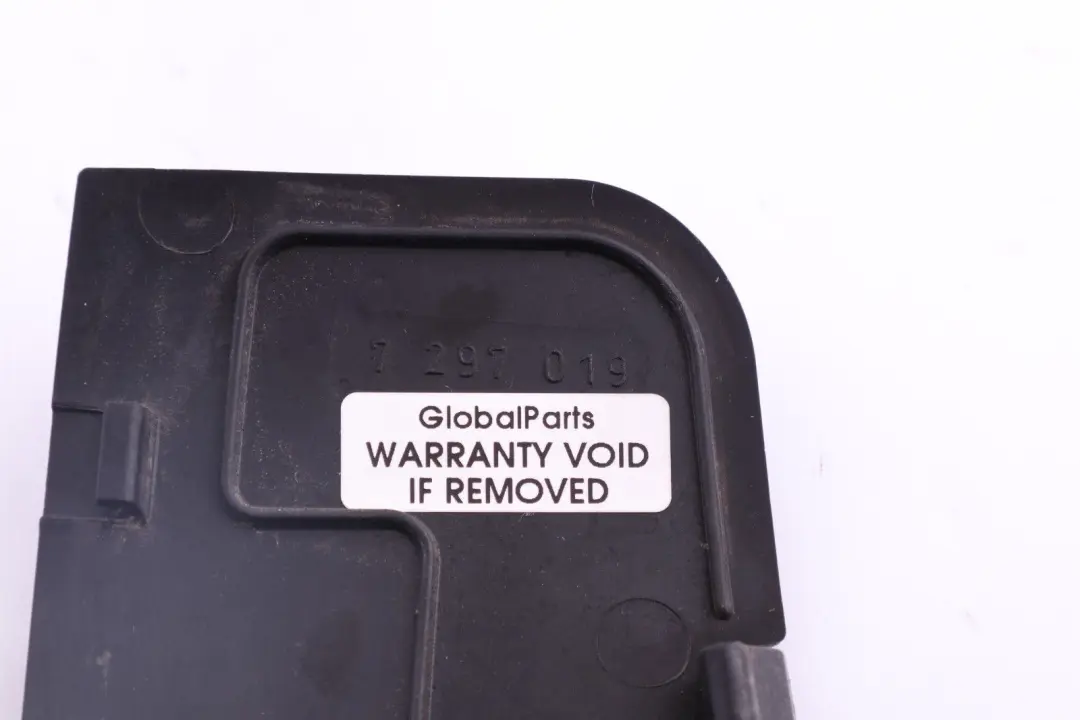 7 297 019
GlobalParts
WARRANTY VOID
IF REMOVED